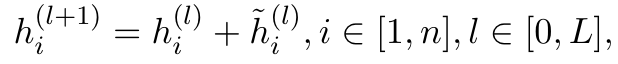 $h_i^{(l+1)} = h_i^{(l)} + \tilde{h}_i^{(l)}, i \in [1, n], l \in [0, L],$